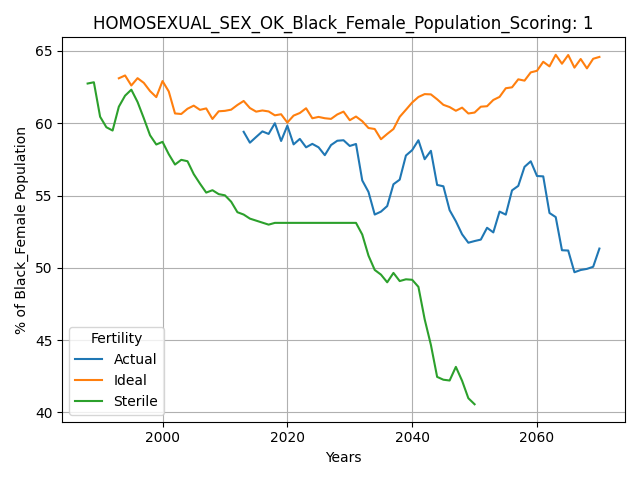 HOMOSEXUAL_SEX_OK_Black_Female_Population_Scoring: 1
% of Black_Female Population
65
60
55
50
45
40
Fertility
Actual
Ideal
Sterile
2000
2020
2040
2060
Years